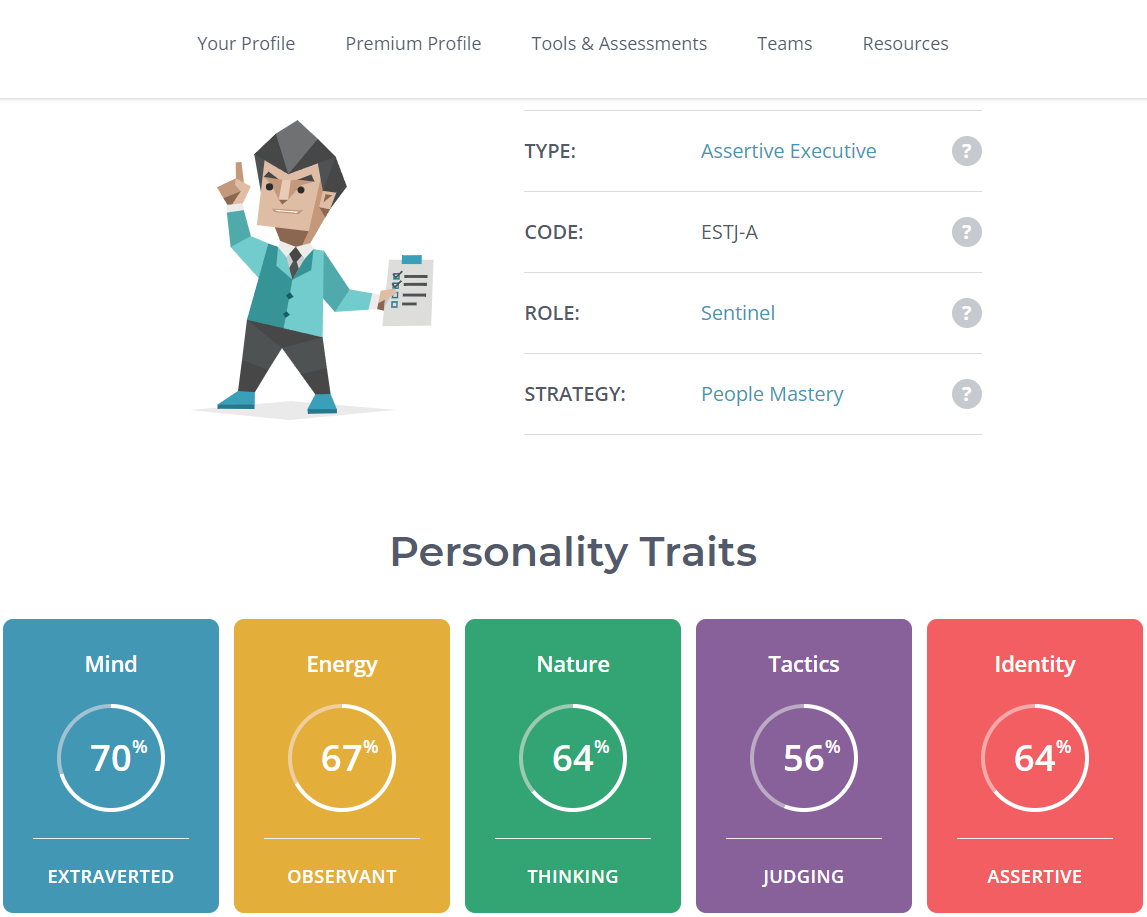 Your Profile Premium Profile Tools & Assessments Teams Resources
TYPE: Assertive Executive ?
CODE: ESTJ-A ?
ROLE: Sentinel ?
STRATEGY: People Mastery ?
Personality Traits
Mind Energy Nature Tactics Identity
70% 67% 64% 56% 64%
EXTRAVERTED OBSERVANT THINKING JUDGING ASSERTIVE